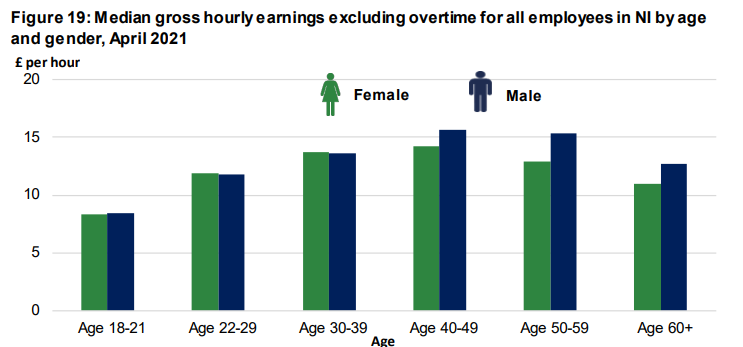 Figure 19: Median gross hourly earnings excluding overtime for all employees in NI by age
and gender, April 2021
£ per hour
20
Female
Male
15
10
5
0
Age 18-21
Age 22-29
Age 30-39
Age 40-49
Age 50-59
Age 60+
Age